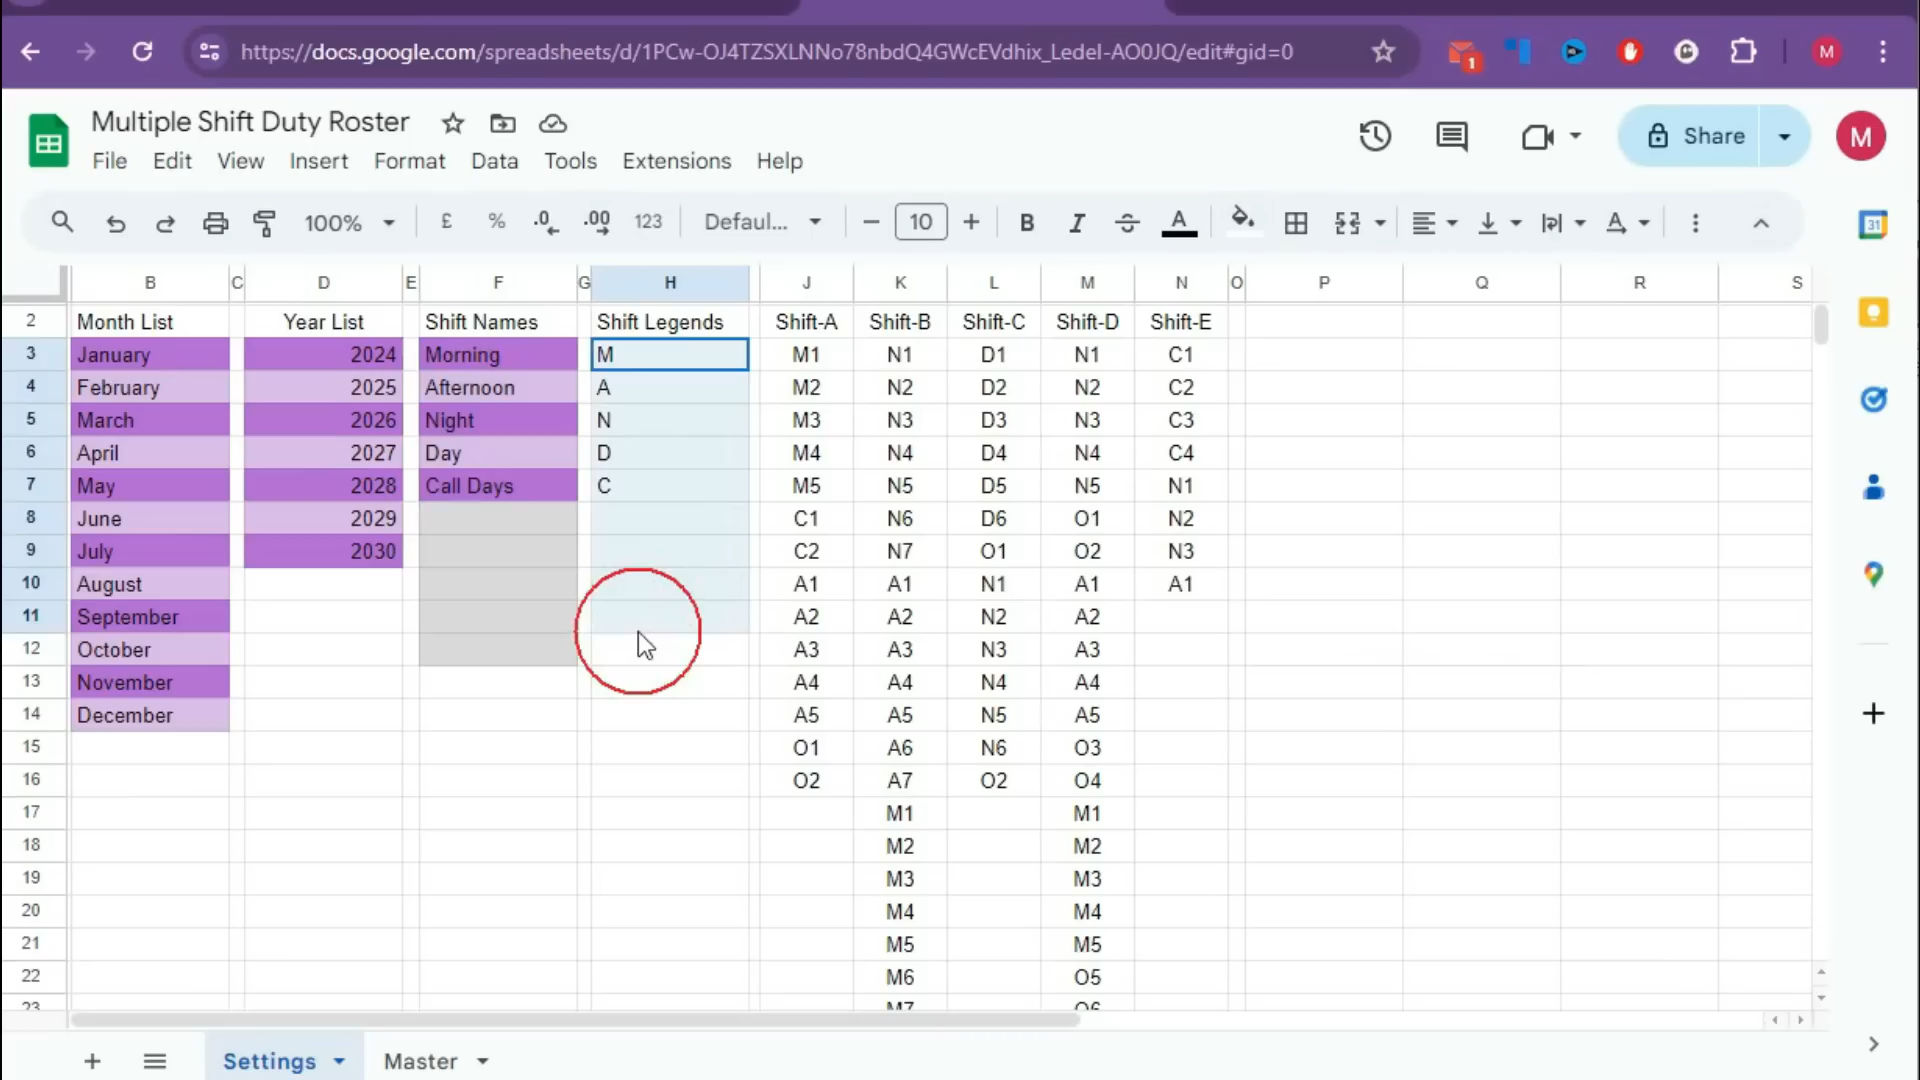 https://docs.google.com/spreadsheets/d/1PCw-OJ4TZSXLNNo78nbdQ4GWcEVdhix_Ledel-AO0JQ/edit#gid=0
1
M
Multiple Shift Duty Roster
File Edit View Insert Format Data Tools Extensions Help
Share
M
100% £ % .0 .00 123 Defaul... 10 B I A
31
B C D E F G H J K L M N O P Q R S
2 Month List Year List Shift Names Shift Legends Shift-A Shift-B Shift-C Shift-D Shift-E
3 January 2024 Morning M M1 N1 D1 N1 C1
4 February 2025 Afternoon A M2 N2 D2 N2 C2
5 March 2026 Night N M3 N3 D3 N3 C3
6 April 2027 Day D M4 N4 D4 N4 C4
7 May 2028 Call Days C M5 N5 D5 N5 N1
8 June 2029 C1 N6 D6 O1 N2
9 July 2030 C2 N7 O1 O2 N3
10 August A1 A1 N1 A1 A1
11 September A2 A2 N2 A2
12 October A3 A3 N3 A3
13 November A4 A4 N4 A4
14 December A5 A5 N5 A5
15 O1 A6 N6 O3
16 O2 A7 O2 O4
17 M1 M1
18 M2 M2
19 M3 M3
20 M4 M4
21 M5 M5
22 M6 O5
23 M7 O6
Settings Master